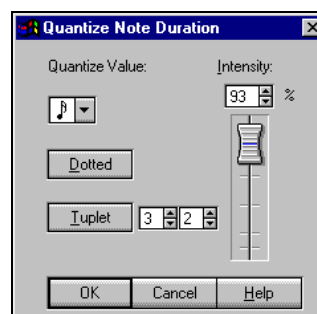 Quantize Note Duration
Quantize Value:
Intensity:
93 %
Dotted
Tuplet 3 2
OK Cancel Help